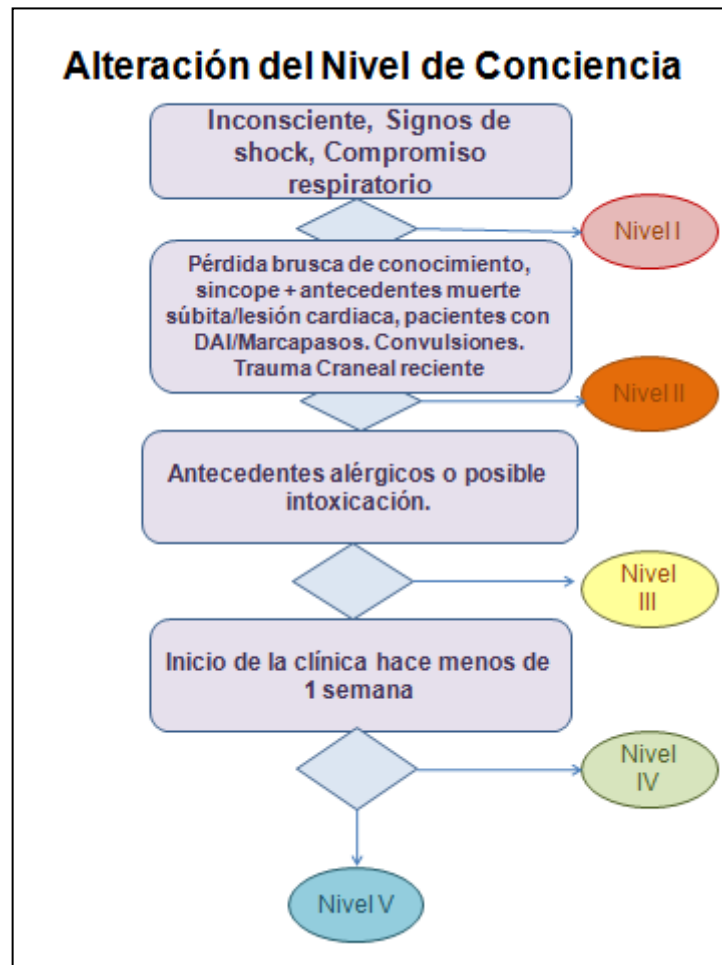 Alteración del Nivel de Conciencia
Inconsciente, Signos de
shock, Compromiso
respiratorio
Nivel I
Pérdida brusca de conocimiento,
sincope + antecedentes muerte
súbita/lesión cardiaca, pacientes con
DAI/Marcapasos. Convulsiones.
Trauma Craneal reciente
Nivel II
Antecedentes alérgicos o posible
intoxicación.
Nivel
III
Inicio de la clínica hace menos de
1 semana
Nivel
IV
Nivel V